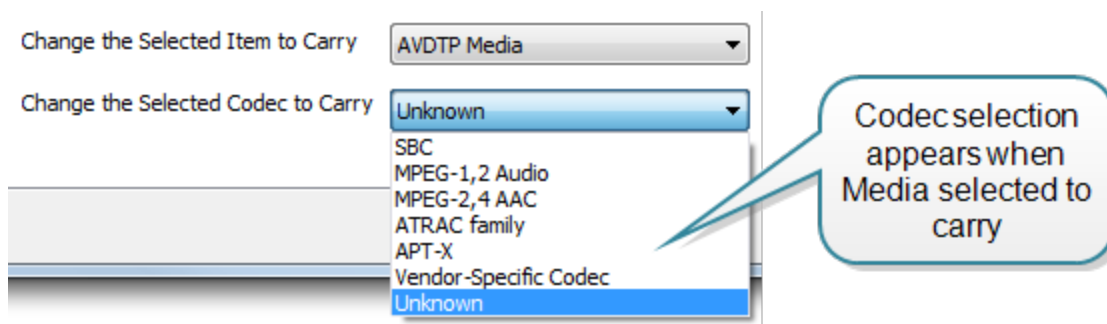 Change the Selected Item to Carry AVDTP Media
Change the Selected Codec to Carry Unknown
SBC
MPEG-1,2 Audio
MPEG-2,4 AAC
ATRAC family
APT-X
Vendor-Specific Codec
Unknown
Codec selection
appears when
Media selected to
carry